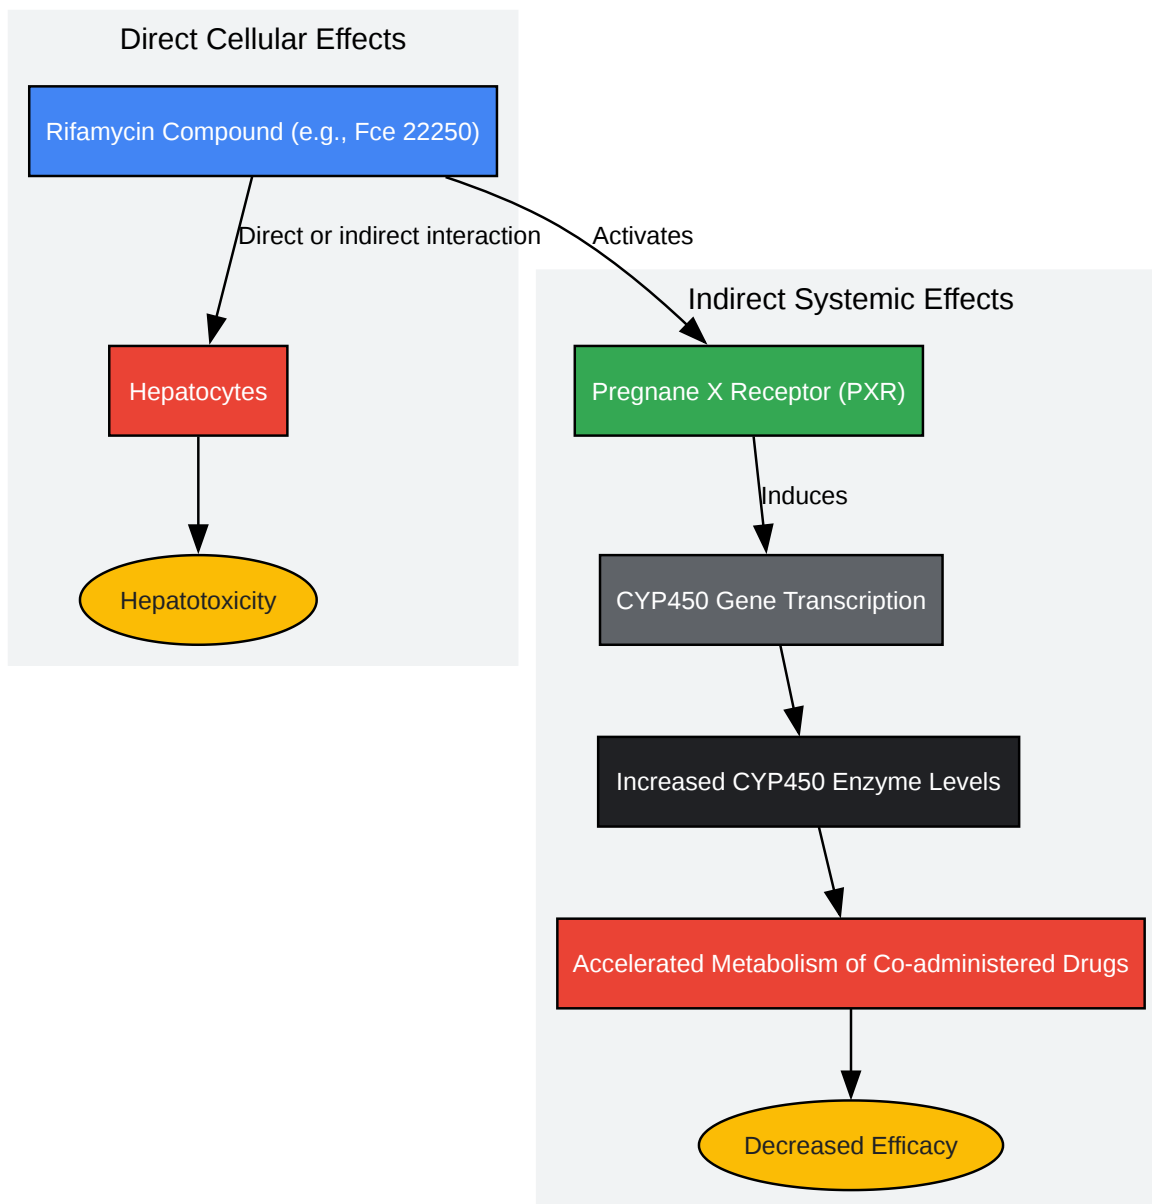 Direct Cellular Effects
Rifamycin Compound (e.g., Fce 22250)
Direct or indirect interaction
Activates
Indirect Systemic Effects
Hepatocytes
Pregnane X Receptor (PXR)
Induces
Hepatotoxicity
CYP450 Gene Transcription
Increased CYP450 Enzyme Levels
Accelerated Metabolism of Co-administered Drugs
Decreased Efficacy